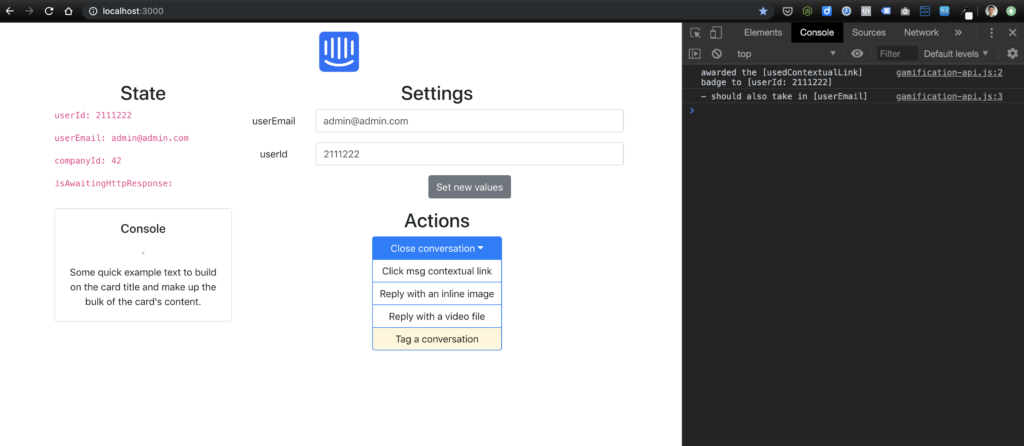 localhost:3000
Elements Console Sources Network »
top Filter Default levels
awarded the [usedContextualLink] gamification-api.js:2
badge to [userId: 2111222]
– should also take in [userEmail] gamification-api.js:3
State
userId: 2111222
userEmail: admin@admin.com
companyId: 42
isAwaitingHttpResponse:
Console
Some quick example text to build
on the card title and make up the
bulk of the card's content.
Settings
userEmail admin@admin.com
userId 2111222
Set new values
Actions
Close conversation
Click msg contextual link
Reply with an inline image
Reply with a video file
Tag a conversation